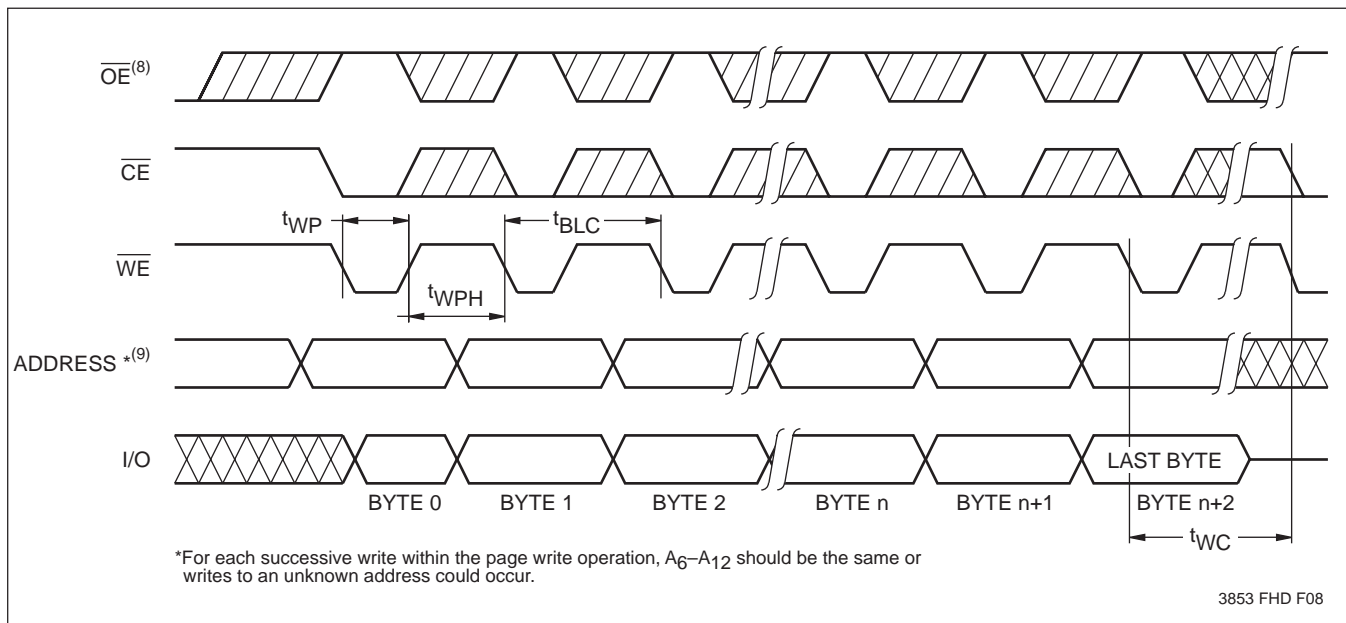 OE(8)
CE
tWP
tBLC
WE
tWPH
ADDRESS *(9)
I/O
LAST BYTE
BYTE 0 BYTE 1 BYTE 2 BYTE n BYTE n+1 BYTE n+2
tWC
*For each successive write within the page write operation, A6–A12 should be the same or
writes to an unknown address could occur.
3853 FHD F08